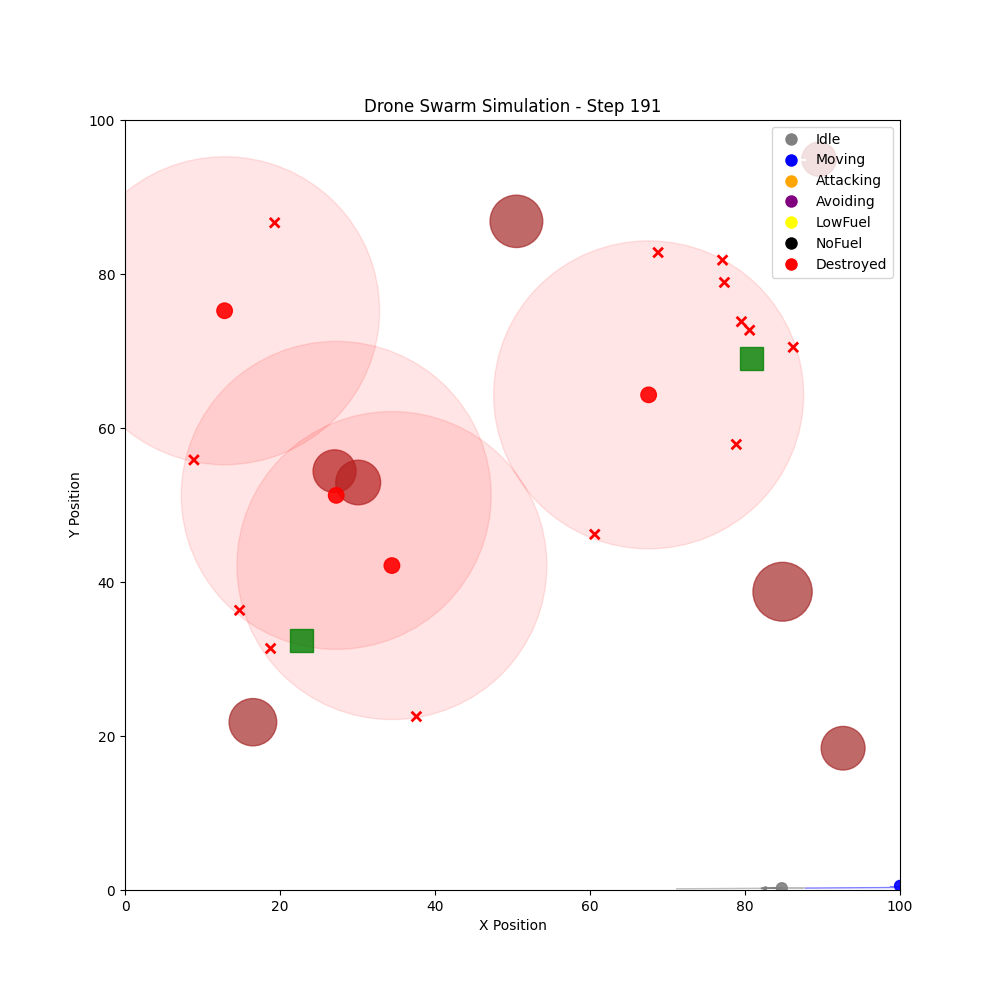 Drone Swarm Simulation - Step 191
100
80
60
40
20
0
Y Position
0 20 40 60 80 100
X Position
Idle
Moving
Attacking
Avoiding
LowFuel
NoFuel
Destroyed